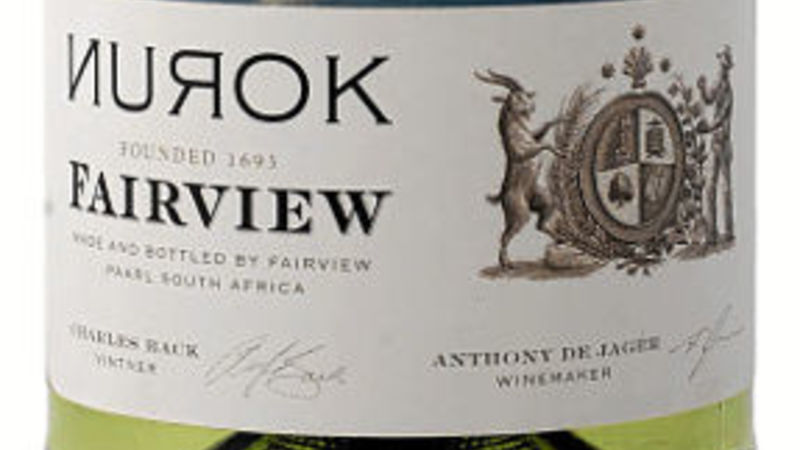 NUROK
FOUNDED 1693
FAIRVIEW
MADE AND BOTTLED BY FAIRVIEW
PAARL SOUTH AFRICA
CHARLES BACK
VINTNER
ANTHONY DE JAGER
WINEMAKER